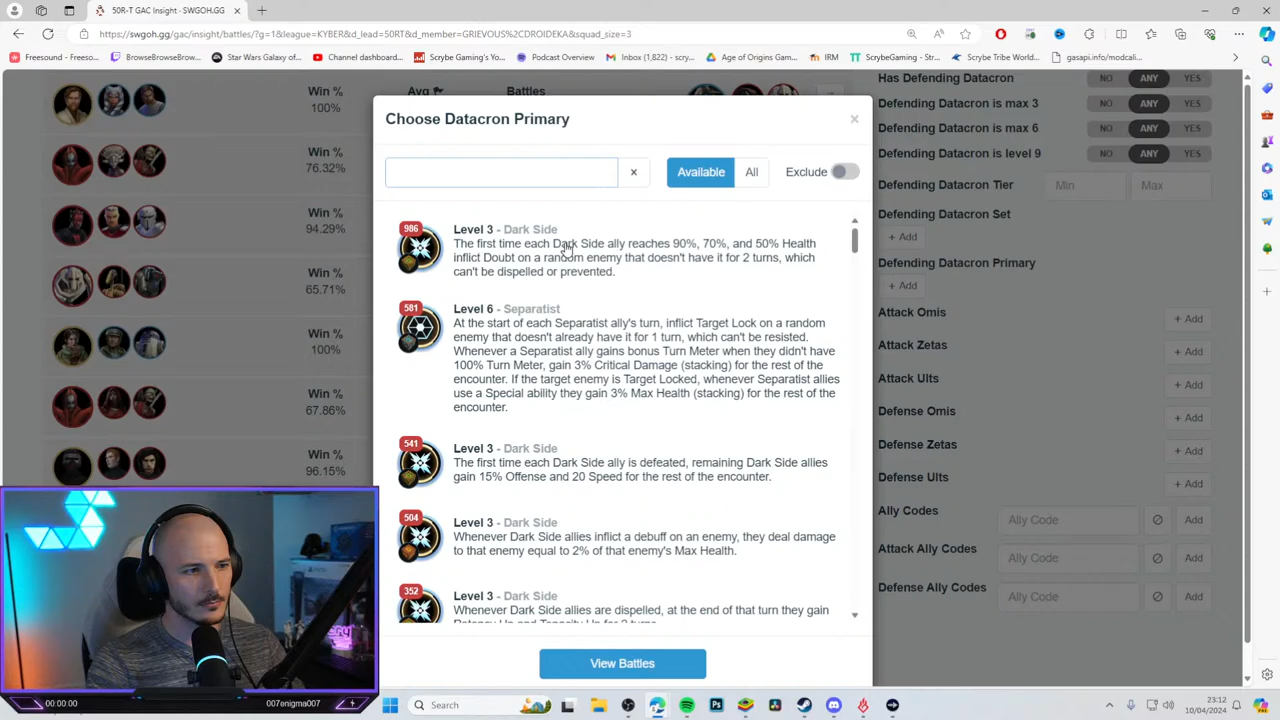 50R-T GAC Insight - SWGOH.GG
https://swgoh.gg/gac/insight/battles/?g=1&league=KYBER&d_lead=50RT&d_member=GRIEVOUS%2CDROIDEKA&squad_size=3
Freesound - Freeso...
BrowseBrowseBrow...
Star Wars Galaxy of...
Channel dashboard...
Scrybe Gaming's Yo...
Podcast Overview
Inbox (1,822) - scry...
Age of Origins Gam...
IRM
ScrybeGaming - Str...
Scrybe Tribe World...
gasapi.info/modcali...
Win %
100%
Avg
Battles
Win %
76.32%
Win %
94.29%
Win %
65.71%
Win %
100%
Win %
67.86%
Win %
96.15%
Choose Datacron Primary
×
×
Available
All
Exclude
986
Level 3 - Dark Side
The first time each Dark Side ally reaches 90%, 70%, and 50% Health
inflict Doubt on a random enemy that doesn't have it for 2 turns, which
can't be dispelled or prevented.
581
Level 6 - Separatist
At the start of each Separatist ally's turn, inflict Target Lock on a random
enemy that doesn't already have it for 1 turn, which can't be resisted.
Whenever a Separatist ally gains bonus Turn Meter when they didn't have
100% Turn Meter, gain 3% Critical Damage (stacking) for the rest of the
encounter. If the target enemy is Target Locked, whenever Separatist allies
use a Special ability they gain 3% Max Health (stacking) for the rest of the
encounter.
541
Level 3 - Dark Side
The first time each Dark Side ally is defeated, remaining Dark Side allies
gain 15% Offense and 20 Speed for the rest of the encounter.
504
Level 3 - Dark Side
Whenever Dark Side allies inflict a debuff on an enemy, they deal damage
to that enemy equal to 2% of that enemy's Max Health.
352
Level 3 - Dark Side
Whenever Dark Side allies are dispelled, at the end of that turn they gain
Potency Up and Tenacity Up for 2 turns.
View Battles
Has Defending Datacron
NO ANY YES
Defending Datacron is max 3
NO ANY YES
Defending Datacron is max 6
NO ANY YES
Defending Datacron is level 9
NO ANY YES
Defending Datacron Tier
Min
Max
Defending Datacron Set
+ Add
Defending Datacron Primary
+ Add
Attack Omis
+ Add
Attack Zetas
+ Add
Attack Ults
+ Add
Defense Omis
+ Add
Defense Zetas
+ Add
Defense Ults
+ Add
Ally Codes
Ally Code
Add
Attack Ally Codes
Ally Code
Add
Defense Ally Codes
Ally Code
Add
00:00:00
007enigma007
Search
23:12
10/04/2024